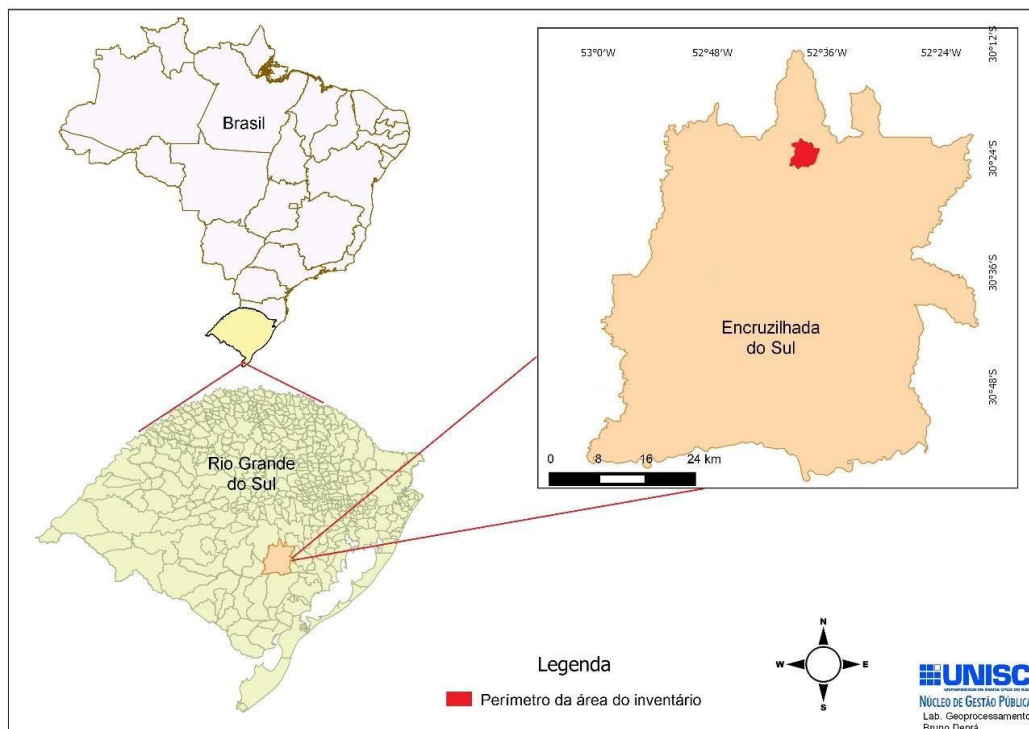 Brasil
53°0'W
52°48'W
52°36'W
52°24'W
30°12'S
30°24'S
30°36'S
30°48'S
Encruzilhada
do Sul
0 8 16 24 km
Rio Grande
do Sul
Legenda
Perímetro da área do inventário
N
W E
S
UNISC
NÚCLEO DE GESTÃO PÚBLICA
Lab. Geoprocessamento
Bruno Deprá